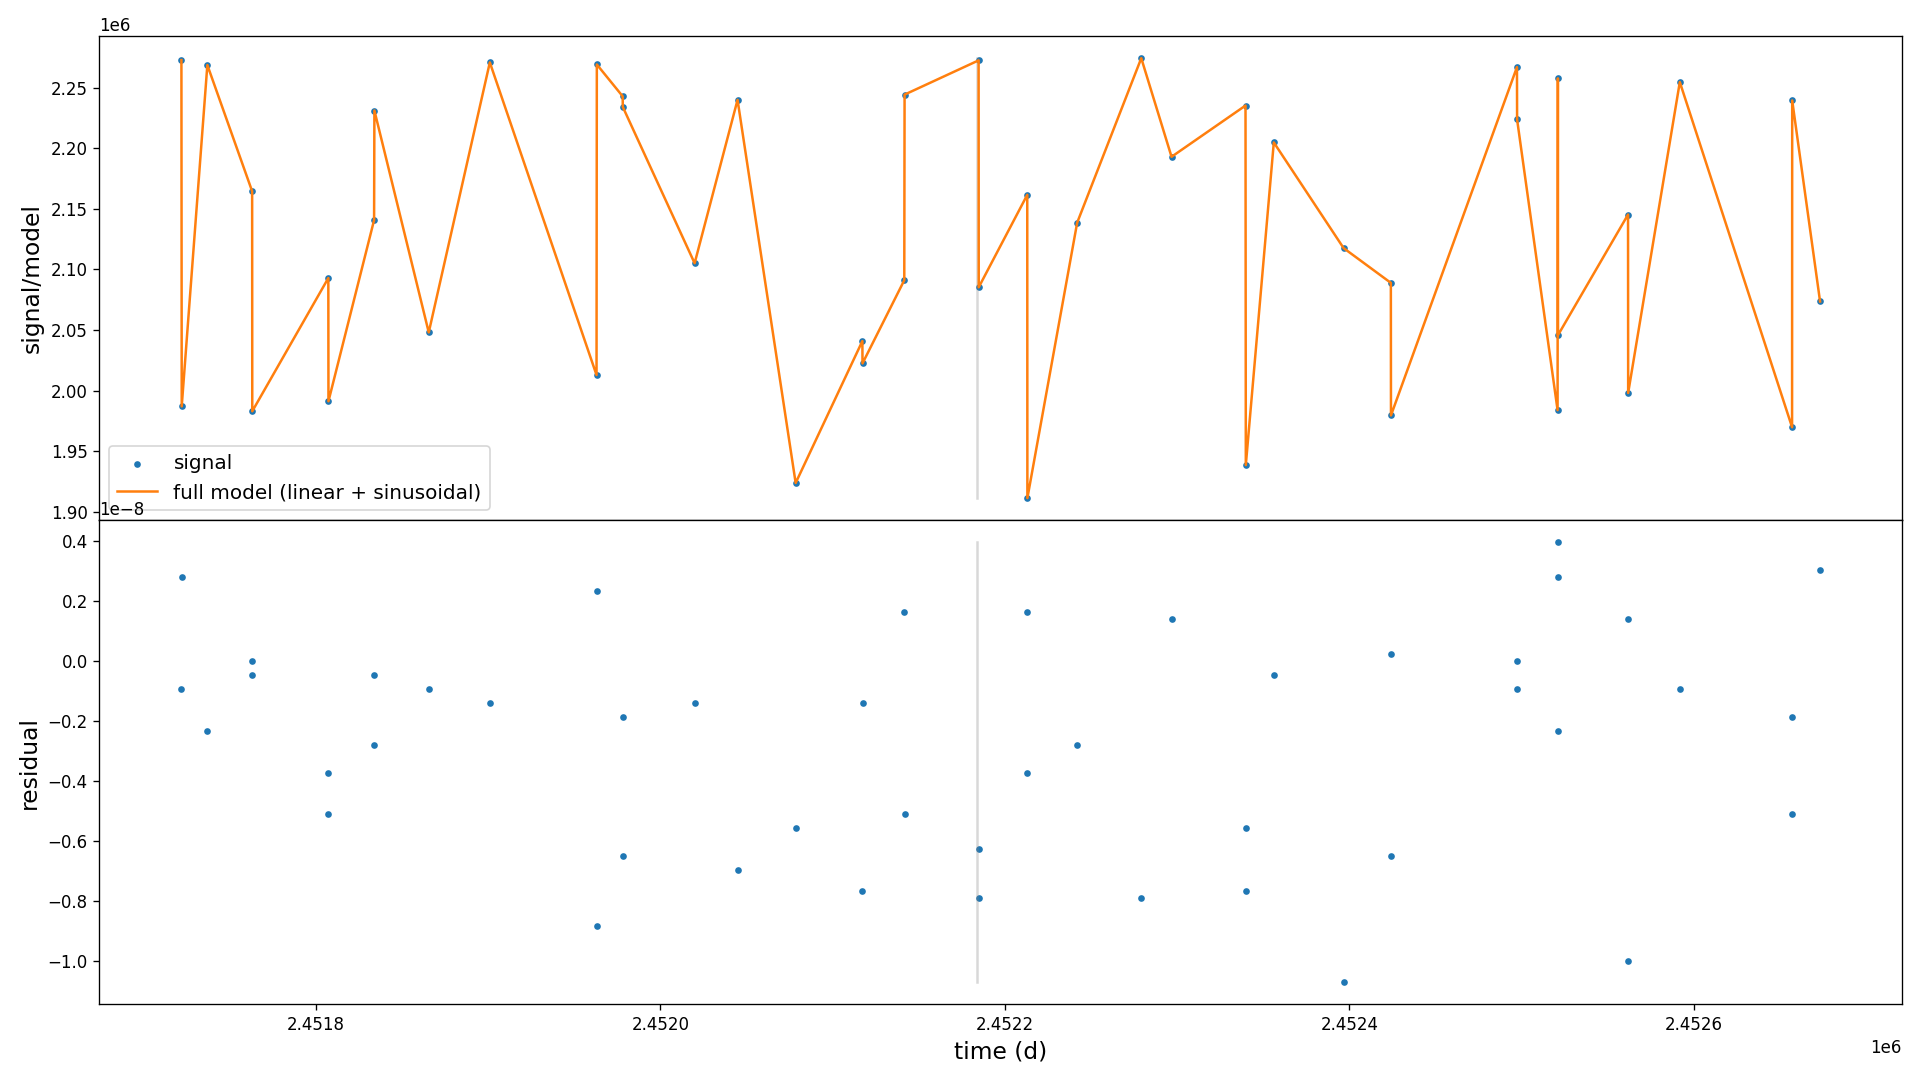 1e6
2.25
2.20
2.15
2.10
2.05
2.00
1.95
1.90
signal/model
signal
full model (linear + sinusoidal)
1e−8
0.4
0.2
0.0
−0.2
−0.4
−0.6
−0.8
−1.0
residual
2.4518
2.4520
2.4522
2.4524
2.4526
time (d)
1e6